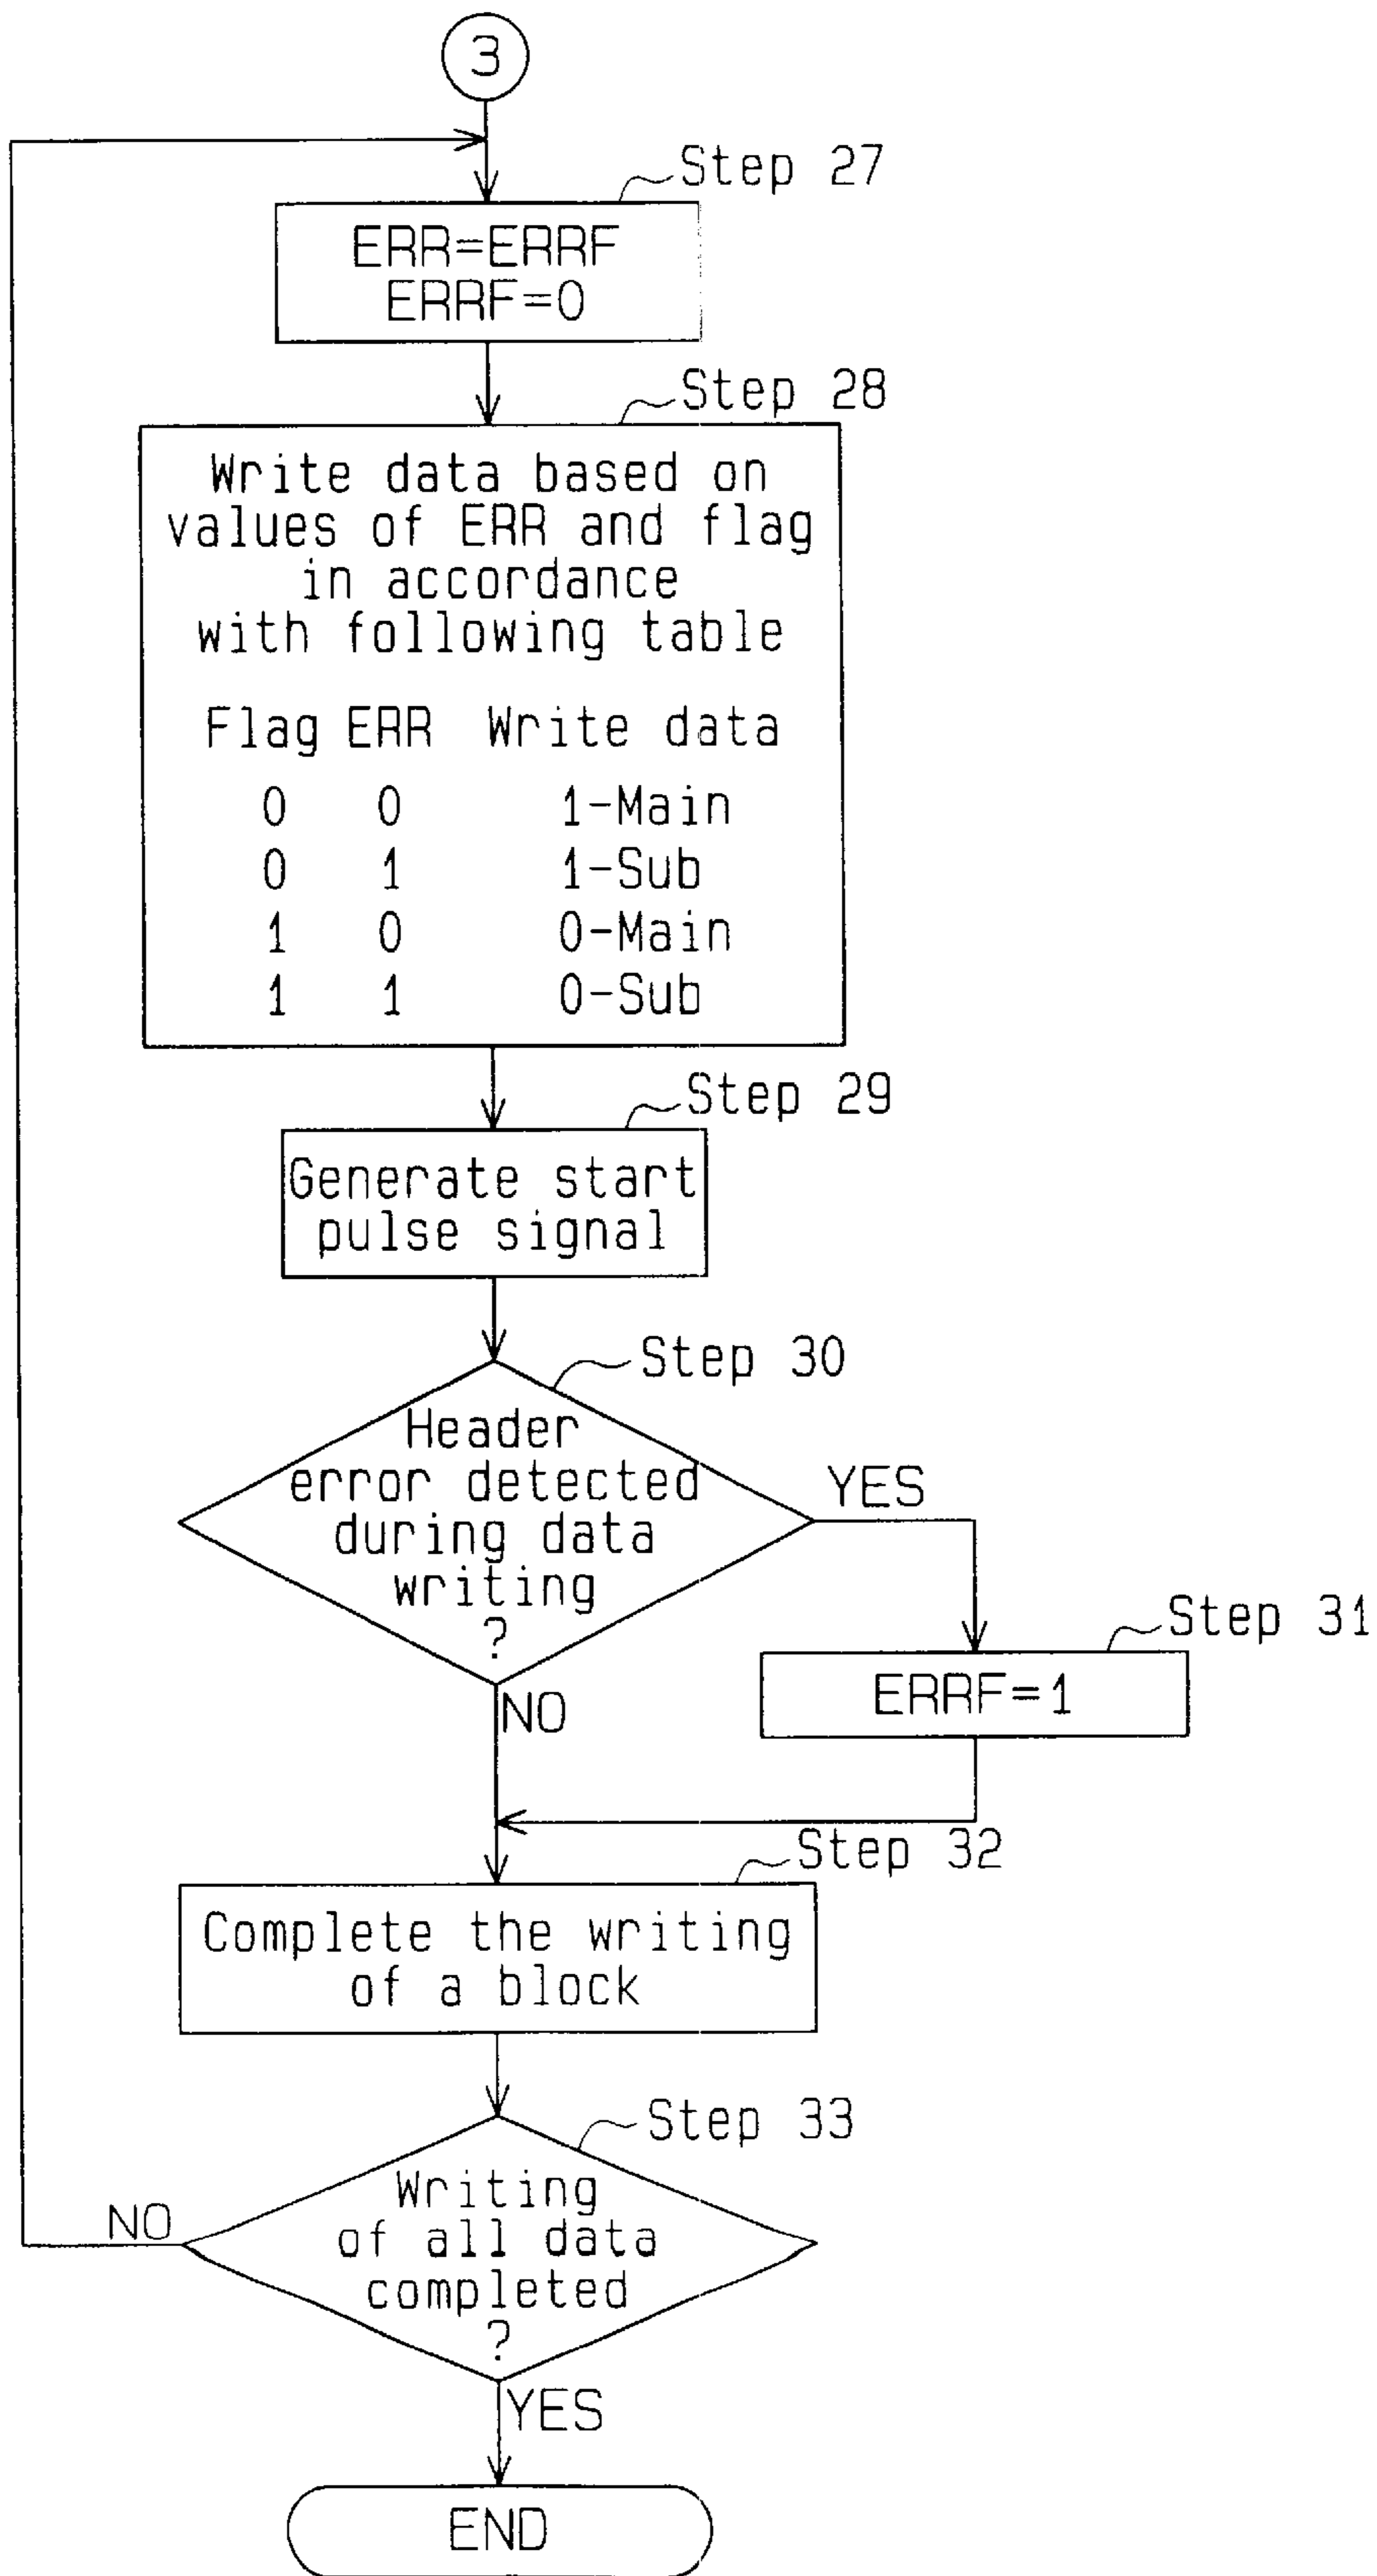 3
Step 27
ERR=ERRF
ERRF=0
Step 28
Write data based on
values of ERR and flag
in accordance
with following table
Flag ERR Write data
0 0 1-Main
0 1 1-Sub
1 0 0-Main
1 1 0-Sub
Step 29
Generate start
pulse signal
Step 30
Header
error detected
during data
writing
?
YES
Step 31
ERRF=1
NO
Step 32
Complete the writing
of a block
Step 33
Writing
of all data
completed
?
NO
YES
END